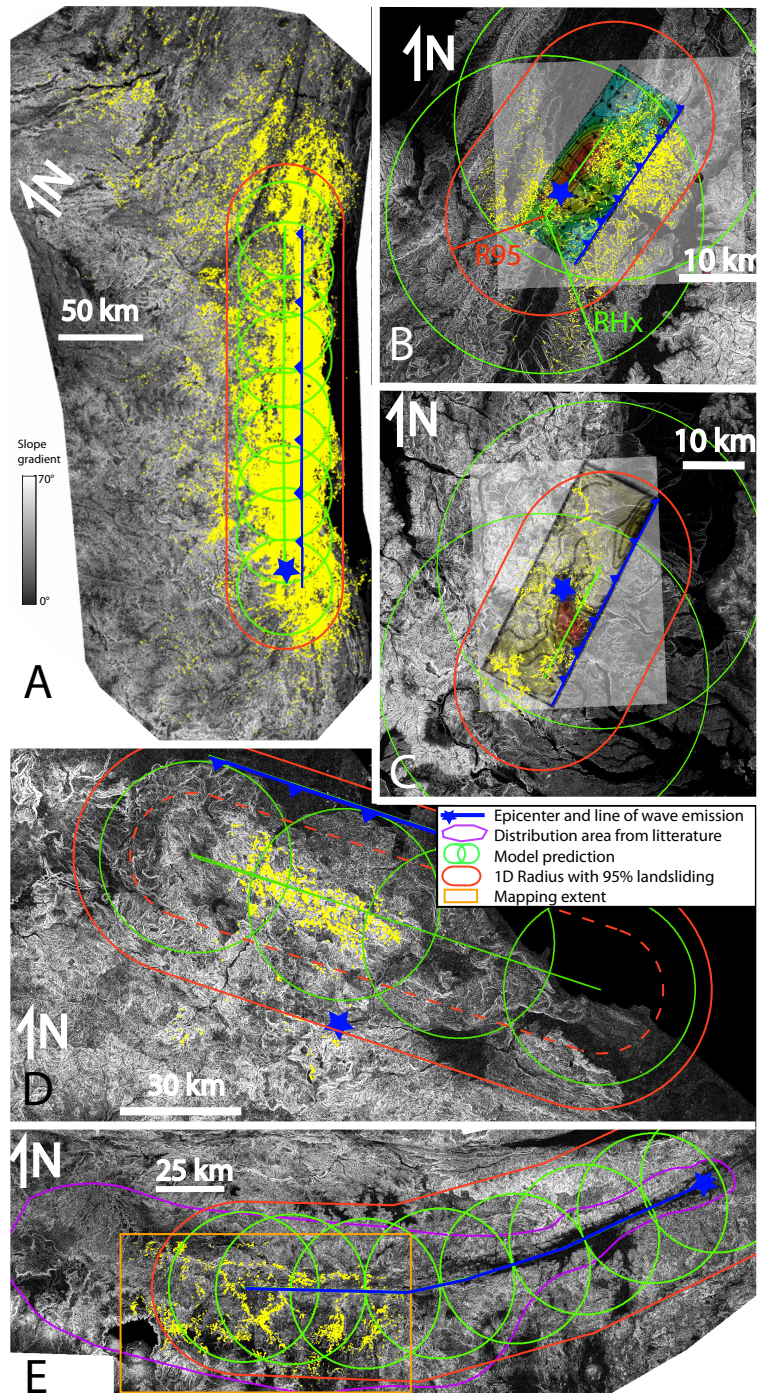 N
50 km
Slope
gradient
70°
0°
A
N
R95
RHx
10 km
B
N
10 km
C
Epicenter and line of wave emission
Distribution area from litterature
Model prediction
1D Radius with 95% landsliding
Mapping extent
N
D
30 km
N
25 km
E